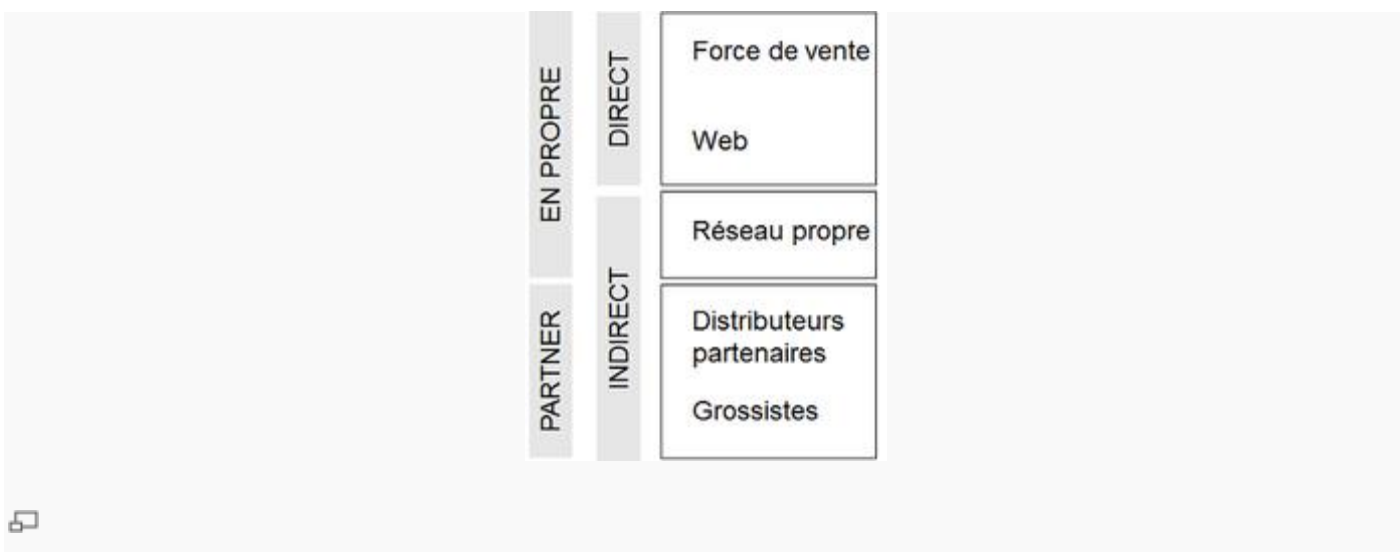 EN PROPRE
DIRECT
Force de vente
Web
Réseau propre
PARTNER
INDIRECT
Distributeurs
partenaires
Grossistes